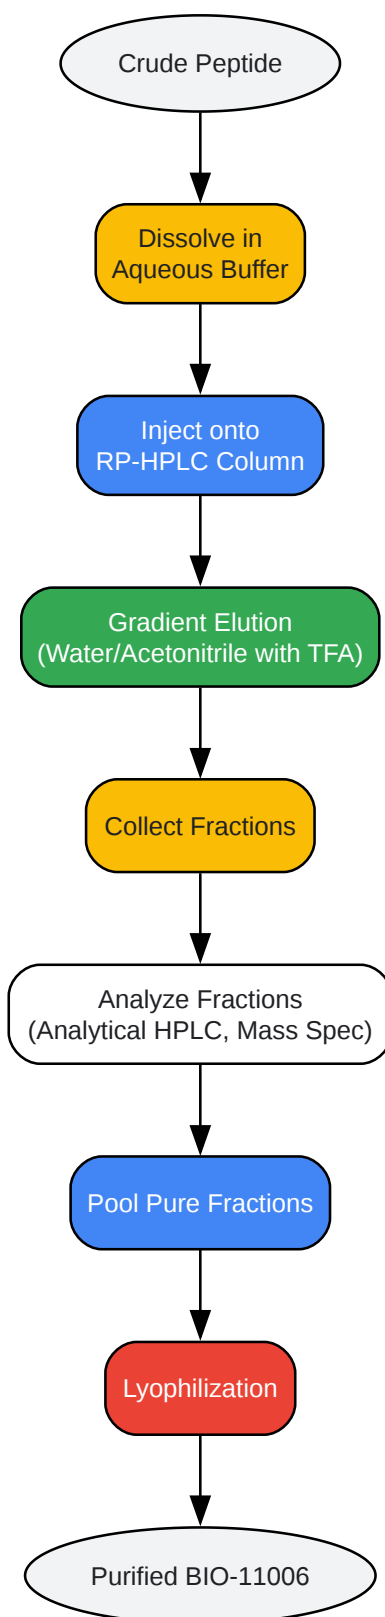 Crude Peptide
Dissolve in
Aqueous Buffer
Inject onto
RP-HPLC Column
Gradient Elution
(Water/Acetonitrile with TFA)
Collect Fractions
Analyze Fractions
(Analytical HPLC, Mass Spec)
Pool Pure Fractions
Lyophilization
Purified BIO-11006